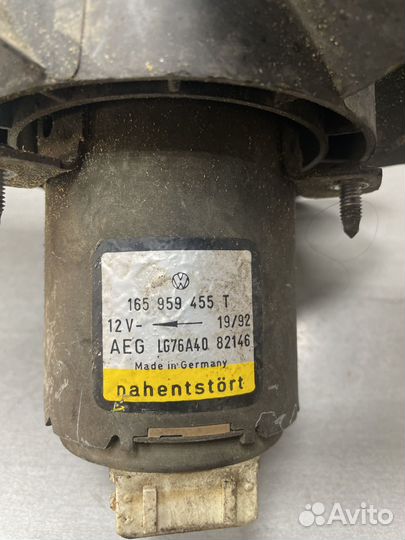 165 959 455 T
12V- 19/92
AEG LG76A40 82146
Made in Germany
nahentstört
Avito